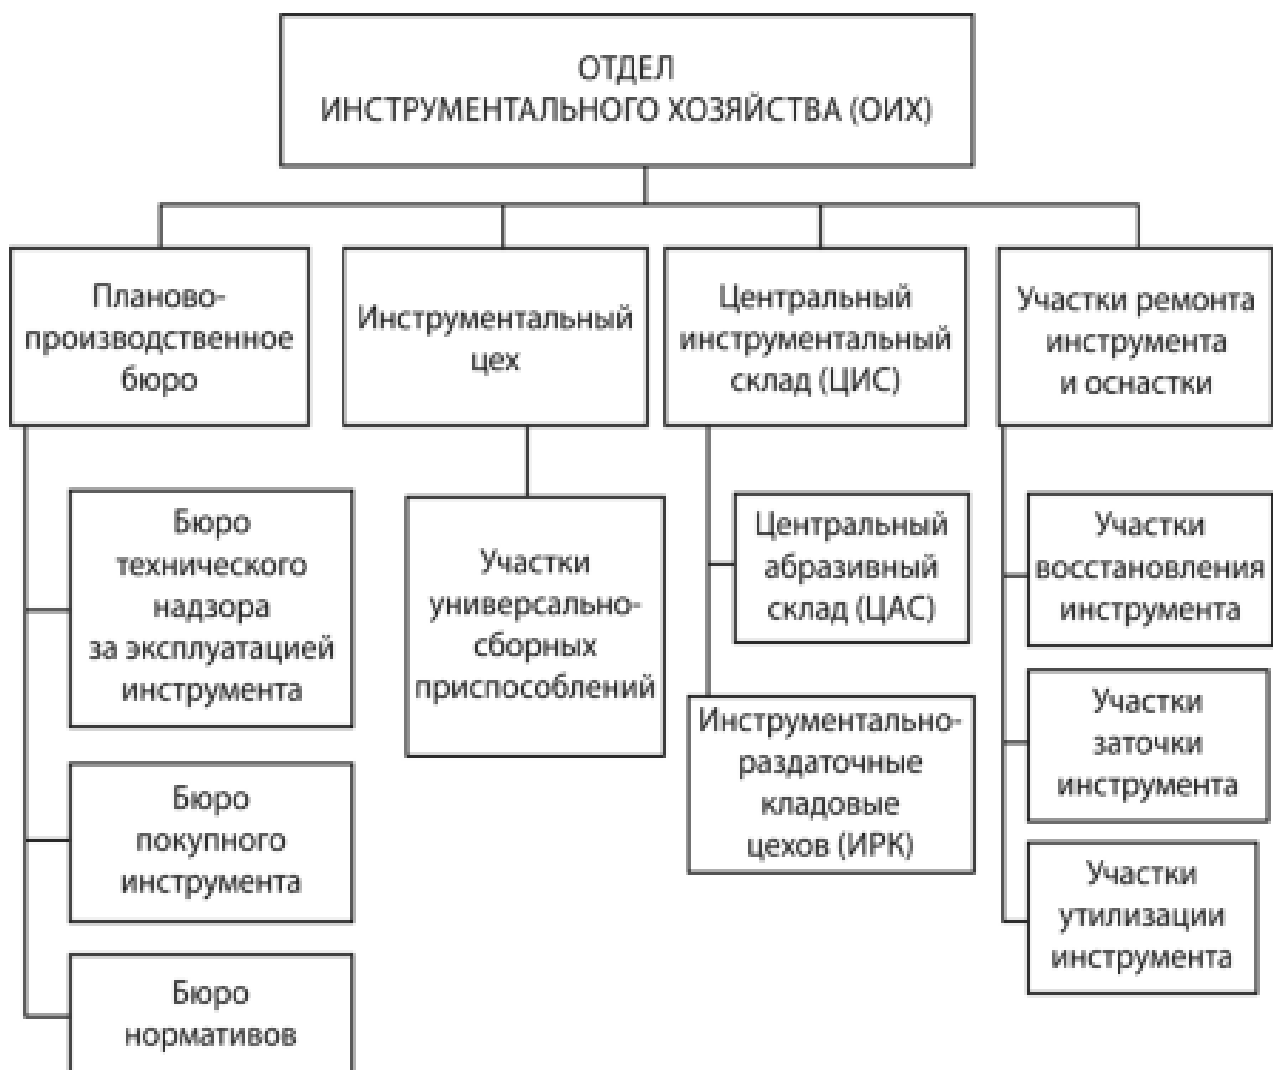 ОТДЕЛ
ИНСТРУМЕНТАЛЬНОГО ХОЗЯЙСТВА (ОИХ)
Планово-
производственное
бюро
Инструментальный
цех
Центральный
инструментальный
склад (ЦИС)
Участки ремонта
инструмента
и оснастки
Бюро
технического
надзора
за эксплуатацией
инструмента
Бюро
покупного
инструмента
Бюро
нормативов
Участки
универсально-
сборных
приспособлений
Центральный
абразивный
склад (ЦАС)
Инструментально-
раздаточные
кладовые
цехов (ИРК)
Участки
восстановления
инструмента
Участки
заточки
инструмента
Участки
утилизации
инструмента